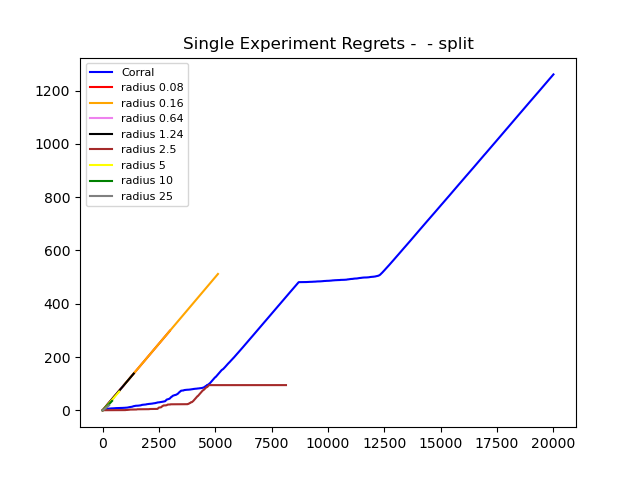 Single Experiment Regrets -  - split
Corral
radius 0.08
radius 0.16
radius 0.64
radius 1.24
radius 2.5
radius 5
radius 10
radius 25
1200
1000
800
600
400
200
0
0 2500 5000 7500 10000 12500 15000 17500 20000